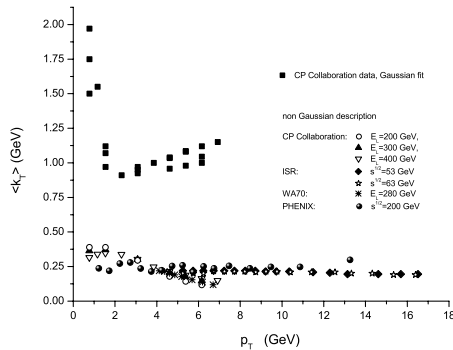 2.00
1.75
1.50
1.25
1.00
0.75
0.50
0.25
0.00
<k_T> (GeV)
CP Collaboration data, Gaussian fit
non Gaussian description
CP Collaboration: E_L=200 GeV,
E_L=300 GeV,
E_L=400 GeV
ISR: s^1/2=53 GeV
s^1/2=63 GeV
WA70: E_L=280 GeV
PHENIX: s^1/2=200 GeV
0 2 4 6 8 10 12 14 16
p_T (GeV)